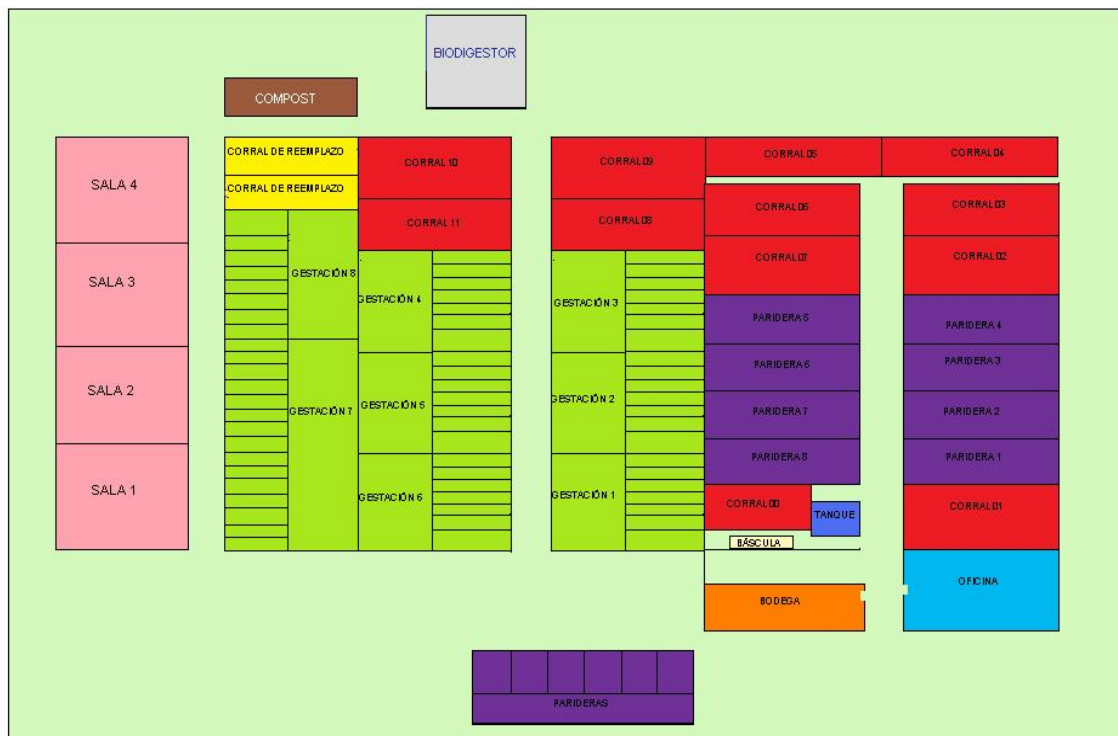 BIODIGESTOR
COMPOST
SALA 4
SALA 3
SALA 2
SALA 1
CORRAL DE REEMPLAZO
CORRAL DE REEMPLAZO
GESTACIÓN 8
GESTACIÓN 7
CORRAL 10
CORRAL 11
GESTACIÓN 4
GESTACIÓN 5
GESTACIÓN 6
CORRAL 09
CORRAL 08
GESTACIÓN 3
GESTACIÓN 2
GESTACIÓN 1
CORRAL 05
CORRAL 04
CORRAL 06
CORRAL 07
PARIDERA 5
PARIDERA 6
PARIDERA 7
PARIDERA 8
CORRAL 00
TANQUE
BÁSCULA
BODEGA
CORRAL 03
CORRAL 02
PARIDERA 4
PARIDERA 3
PARIDERA 2
PARIDERA 1
CORRAL 01
OFICINA
PARIDERAS